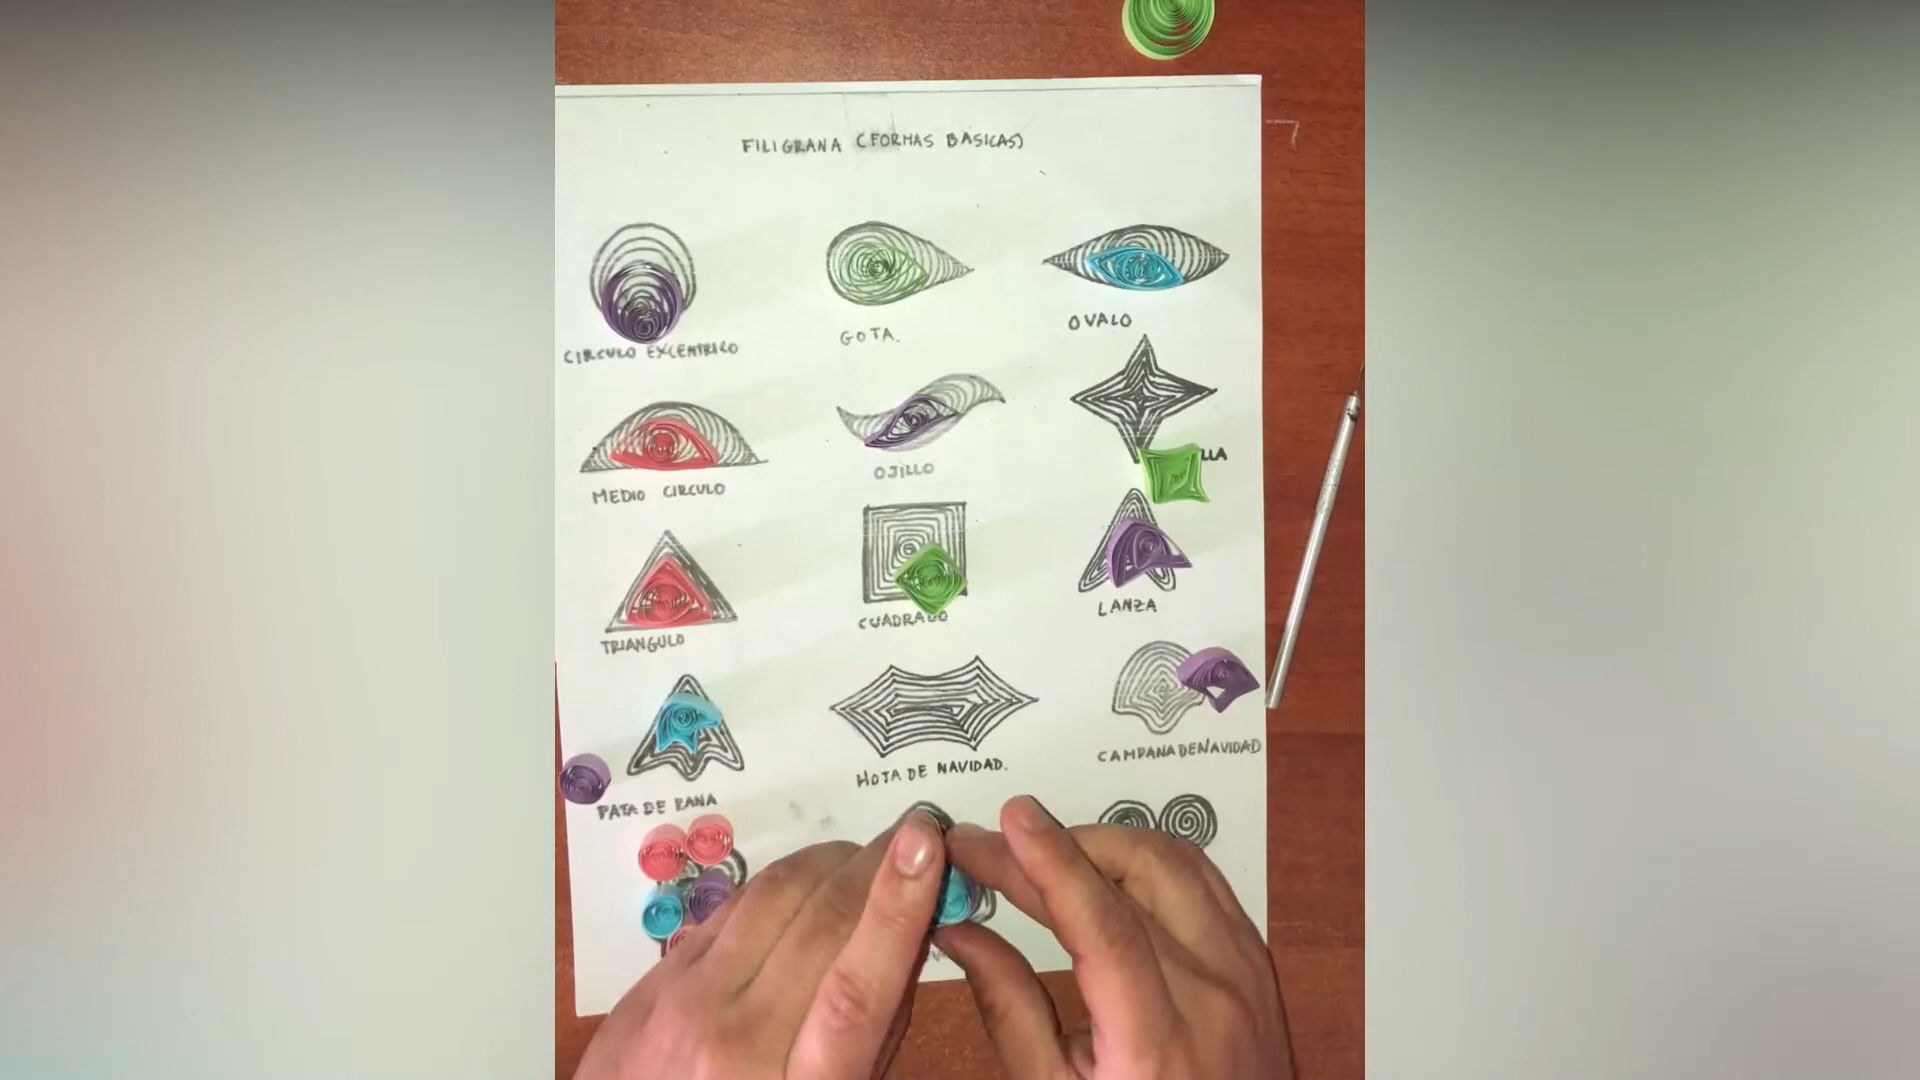 FILIGRANA (FORMAS BASICAS)
CIRCULO EXCENTRICO
GOTA.
OVALO
MEDIO CIRCULO
OJILLO
LLA
TRIANGULO
CUADRADO
LANZA
PATA DE RANA
HOJA DE NAVIDAD.
CAMPANA DE NAVIDAD